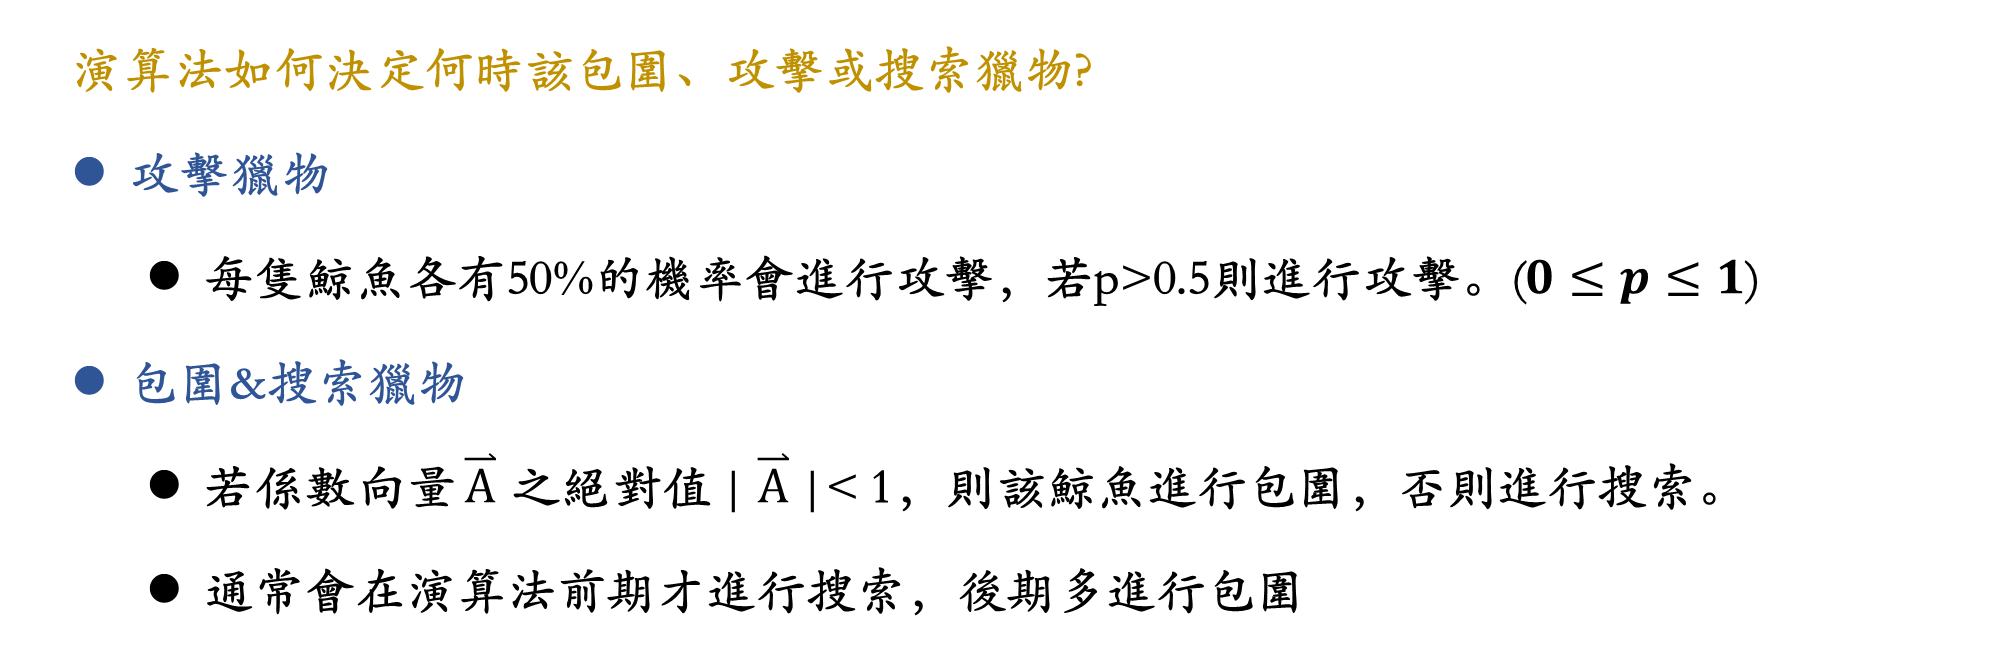 演算法如何決定何時該包圍、攻擊或搜索獵物?
● 攻擊獵物
● 每隻鯨魚各有50%的機率會進行攻擊，若p>0.5則進行攻擊。(0 ≤ p ≤ 1)
● 包圍&搜索獵物
● 若係數向量A⃗ 之絕對值 | A⃗ |< 1，則該鯨魚進行包圍，否則進行搜索。
● 通常會在演算法前期才進行搜索，後期多進行包圍